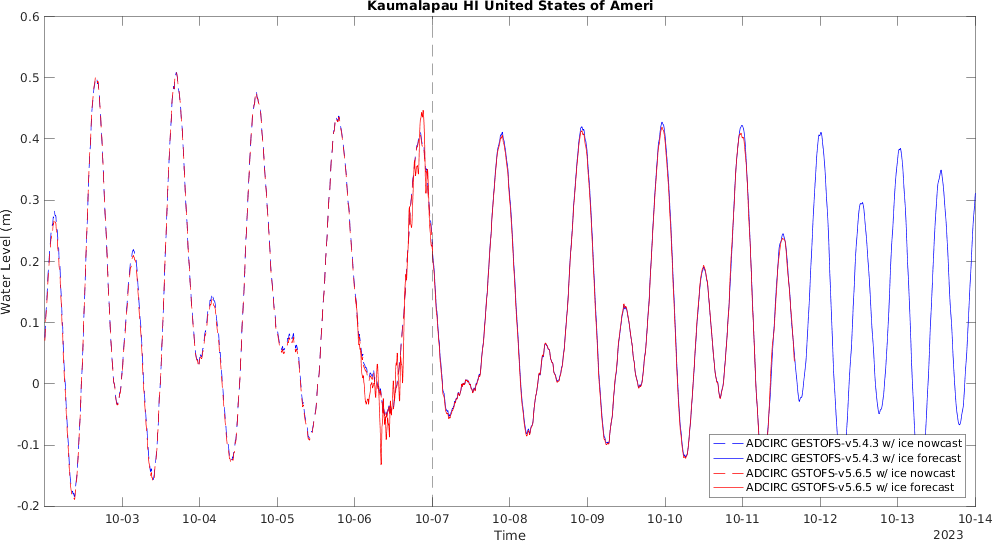 Kaumalapau HI United States of Ameri
0.6
0.5
0.4
0.3
0.2
0.1
0
-0.1
-0.2
Water Level (m)
ADCIRC GESTOFS-v5.4.3 w/ ice nowcast
ADCIRC GESTOFS-v5.4.3 w/ ice forecast
ADCIRC GSTOFS-v5.6.5 w/ ice nowcast
ADCIRC GSTOFS-v5.6.5 w/ ice forecast
10-03 10-04 10-05 10-06 10-07 10-08 10-09 10-10 10-11 10-12 10-13 10-14
Time
2023